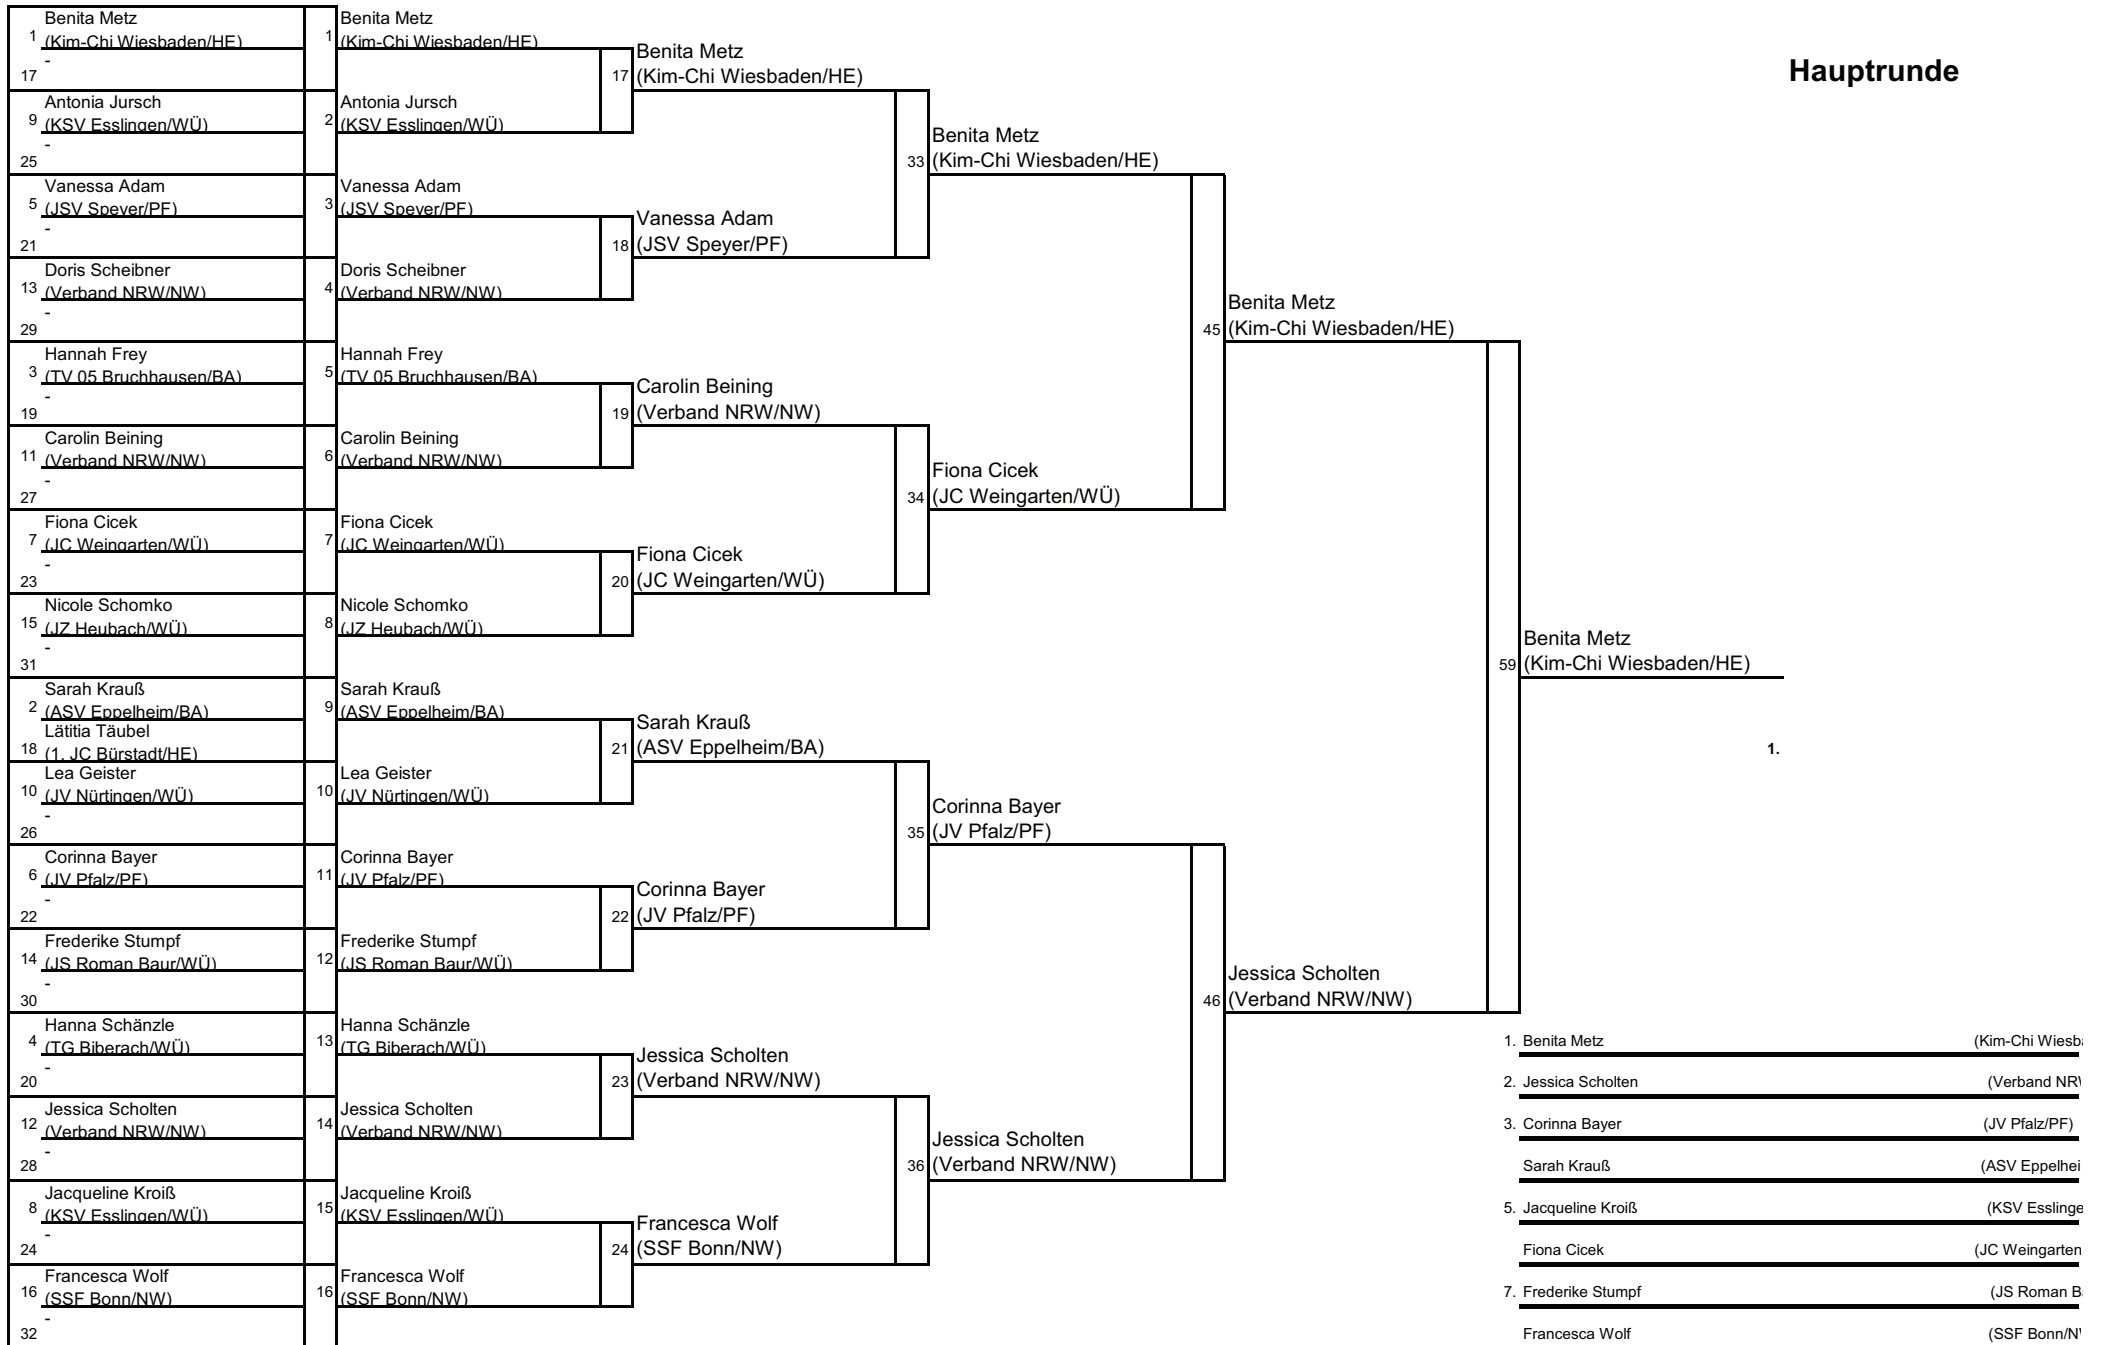 Hauptrunde
1
Benita Metz
(Kim-Chi Wiesbaden/HE)
17
-
9
Antonia Jursch
(KSV Esslingen/WÜ)
25
-
5
Vanessa Adam
(JSV Speyer/PF)
21
-
13
Doris Scheibner
(Verband NRW/NW)
29
-
3
Hannah Frey
(TV 05 Bruchhausen/BA)
19
-
11
Carolin Beining
(Verband NRW/NW)
27
-
7
Fiona Cicek
(JC Weingarten/WÜ)
23
-
15
Nicole Schomko
(JZ Heubach/WÜ)
31
-
2
Sarah Krauß
(ASV Eppelheim/BA)
18
Lätitia Täubel
(1. JC Bürstadt/HE)
10
Lea Geister
(JV Nürtingen/WÜ)
26
-
6
Corinna Bayer
(JV Pfalz/PF)
22
-
14
Frederike Stumpf
(JS Roman Baur/WÜ)
30
-
4
Hanna Schänzle
(TG Biberach/WÜ)
20
-
12
Jessica Scholten
(Verband NRW/NW)
28
-
8
Jacqueline Kroiß
(KSV Esslingen/WÜ)
24
-
16
Francesca Wolf
(SSF Bonn/NW)
32
-
1
Benita Metz
(Kim-Chi Wiesbaden/HE)
2
Antonia Jursch
(KSV Esslingen/WÜ)
3
Vanessa Adam
(JSV Speyer/PF)
4
Doris Scheibner
(Verband NRW/NW)
5
Hannah Frey
(TV 05 Bruchhausen/BA)
6
Carolin Beining
(Verband NRW/NW)
7
Fiona Cicek
(JC Weingarten/WÜ)
8
Nicole Schomko
(JZ Heubach/WÜ)
9
Sarah Krauß
(ASV Eppelheim/BA)
10
Lea Geister
(JV Nürtingen/WÜ)
11
Corinna Bayer
(JV Pfalz/PF)
12
Frederike Stumpf
(JS Roman Baur/WÜ)
13
Hanna Schänzle
(TG Biberach/WÜ)
14
Jessica Scholten
(Verband NRW/NW)
15
Jacqueline Kroiß
(KSV Esslingen/WÜ)
16
Francesca Wolf
(SSF Bonn/NW)
17
Benita Metz
(Kim-Chi Wiesbaden/HE)
18
Vanessa Adam
(JSV Speyer/PF)
19
Carolin Beining
(Verband NRW/NW)
20
Fiona Cicek
(JC Weingarten/WÜ)
21
Sarah Krauß
(ASV Eppelheim/BA)
22
Corinna Bayer
(JV Pfalz/PF)
23
Jessica Scholten
(Verband NRW/NW)
24
Francesca Wolf
(SSF Bonn/NW)
33
Benita Metz
(Kim-Chi Wiesbaden/HE)
34
Fiona Cicek
(JC Weingarten/WÜ)
35
Corinna Bayer
(JV Pfalz/PF)
36
Jessica Scholten
(Verband NRW/NW)
45
Benita Metz
(Kim-Chi Wiesbaden/HE)
46
Jessica Scholten
(Verband NRW/NW)
59
Benita Metz
(Kim-Chi Wiesbaden/HE)
1.
1. Benita Metz (Kim-Chi Wiesb
2. Jessica Scholten (Verband NR
3. Corinna Bayer (JV Pfalz/PF)
Sarah Krauß (ASV Eppelhei
5. Jacqueline Kroiß (KSV Esslinge
Fiona Cicek (JC Weingarten
7. Frederike Stumpf (JS Roman B
Francesca Wolf (SSF Bonn/N